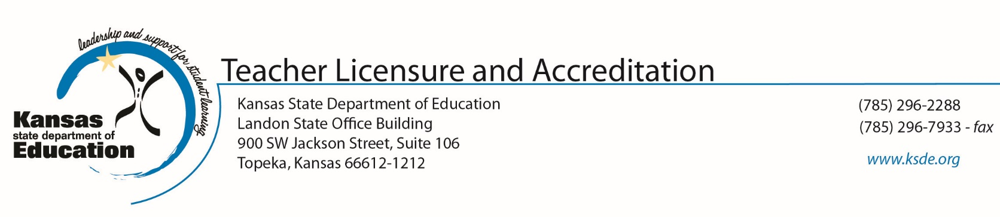 leadership and support for student learning
Kansas
state department of
Education
Teacher Licensure and Accreditation
Kansas State Department of Education
Landon State Office Building
900 SW Jackson Street, Suite 106
Topeka, Kansas 66612-1212
(785) 296-2288
(785) 296-7933 - fax
www.ksde.org